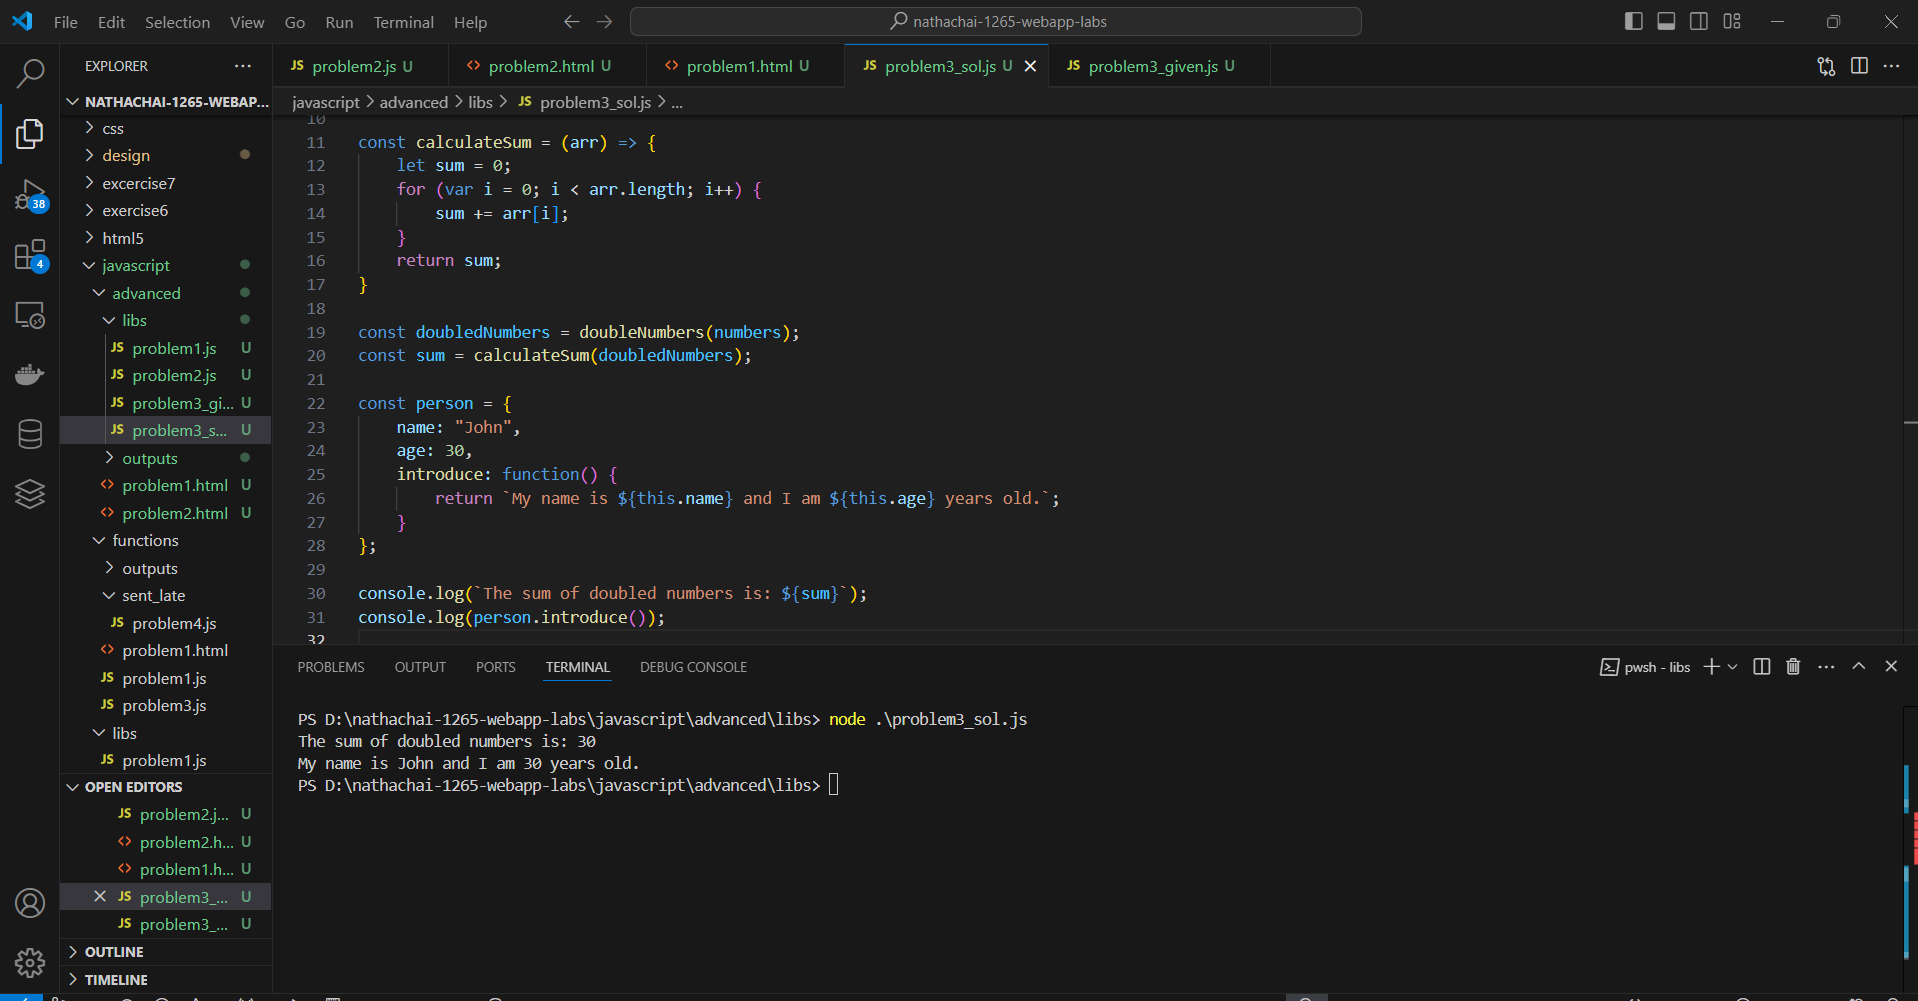 File Edit Selection View Go Run Terminal Help
nathachai-1265-webapp-labs
EXPLORER
NATHACHAI-1265-WEBAP...
css
design
excercise7
exercise6
html5
javascript
advanced
libs
JS problem1.js U
JS problem2.js U
JS problem3_gi... U
JS problem3_s... U
outputs
<> problem1.html U
<> problem2.html U
functions
outputs
sent_late
JS problem4.js
<> problem1.html
JS problem1.js
JS problem3.js
libs
JS problem1.js
OPEN EDITORS
JS problem2.j... U
<> problem2.h... U
<> problem1.h... U
JS problem3_... U
JS problem3_... U
OUTLINE
TIMELINE
38
4
JS problem2.js U <> problem2.html U <> problem1.html U JS problem3_sol.js U JS problem3_given.js U
javascript > advanced > libs > JS problem3_sol.js > ...
10
11 const calculateSum = (arr) => {
12 let sum = 0;
13 for (var i = 0; i < arr.length; i++) {
14 sum += arr[i];
15 }
16 return sum;
17 }
18
19 const doubledNumbers = doubleNumbers(numbers);
20 const sum = calculateSum(doubledNumbers);
21
22 const person = {
23 name: "John",
24 age: 30,
25 introduce: function() {
26 return `My name is ${this.name} and I am ${this.age} years old.`;
27 }
28 };
29
30 console.log(`The sum of doubled numbers is: ${sum}`);
31 console.log(person.introduce());
32
PROBLEMS OUTPUT PORTS TERMINAL DEBUG CONSOLE
pwsh - libs
PS D:\nathachai-1265-webapp-labs\javascript\advanced\libs> node .\problem3_sol.js
The sum of doubled numbers is: 30
My name is John and I am 30 years old.
PS D:\nathachai-1265-webapp-labs\javascript\advanced\libs>